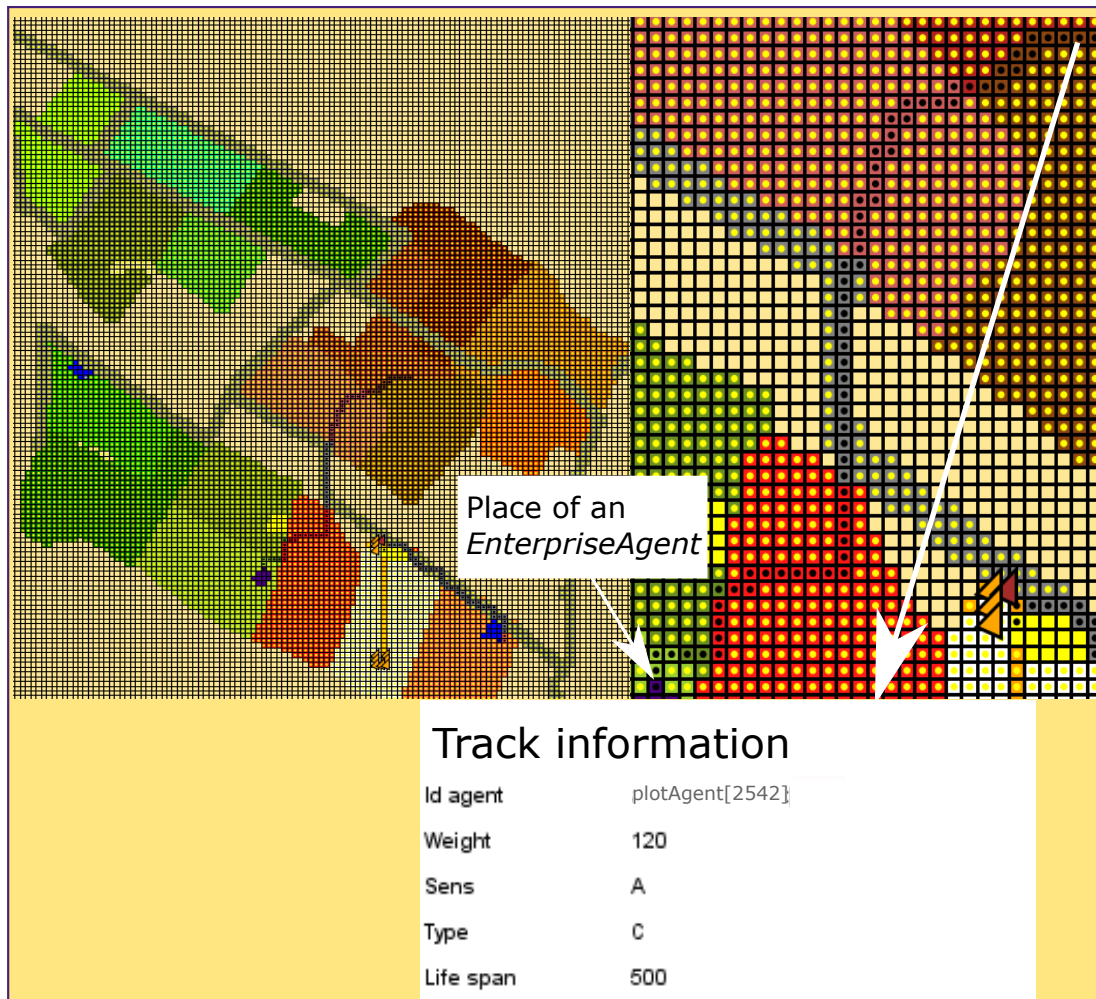 Place of an
EnterpriseAgent
Track information
Id agent plotAgent[2542];
Weight 120
Sens A
Type C
Life span 500